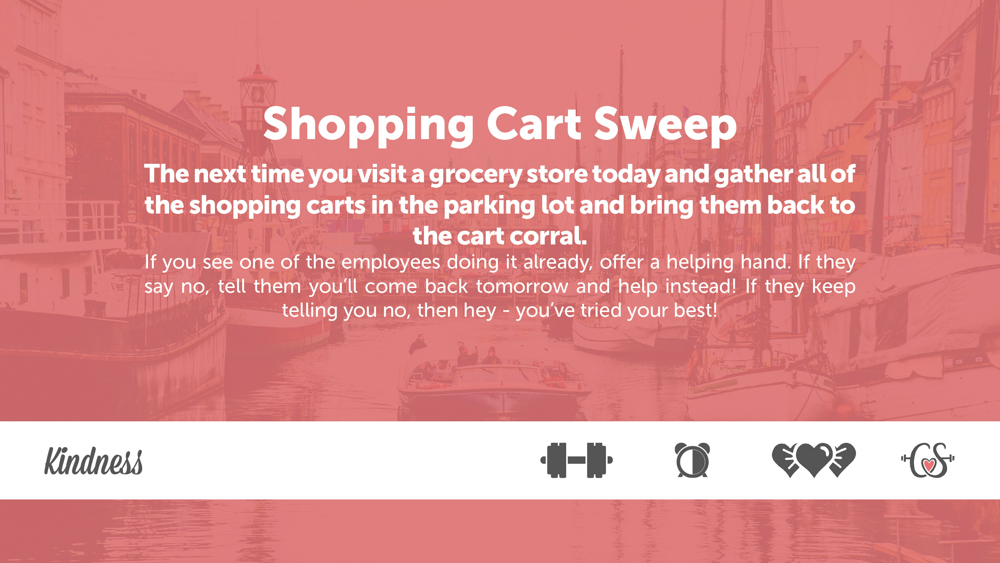 Shopping Cart Sweep
The next time you visit a grocery store today and gather all of
the shopping carts in the parking lot and bring them back to
the cart corral.
If you see one of the employees doing it already, offer a helping hand. If they
say no, tell them you’ll come back tomorrow and help instead! If they keep
telling you no, then hey - you’ve tried your best!
Kindness
CS